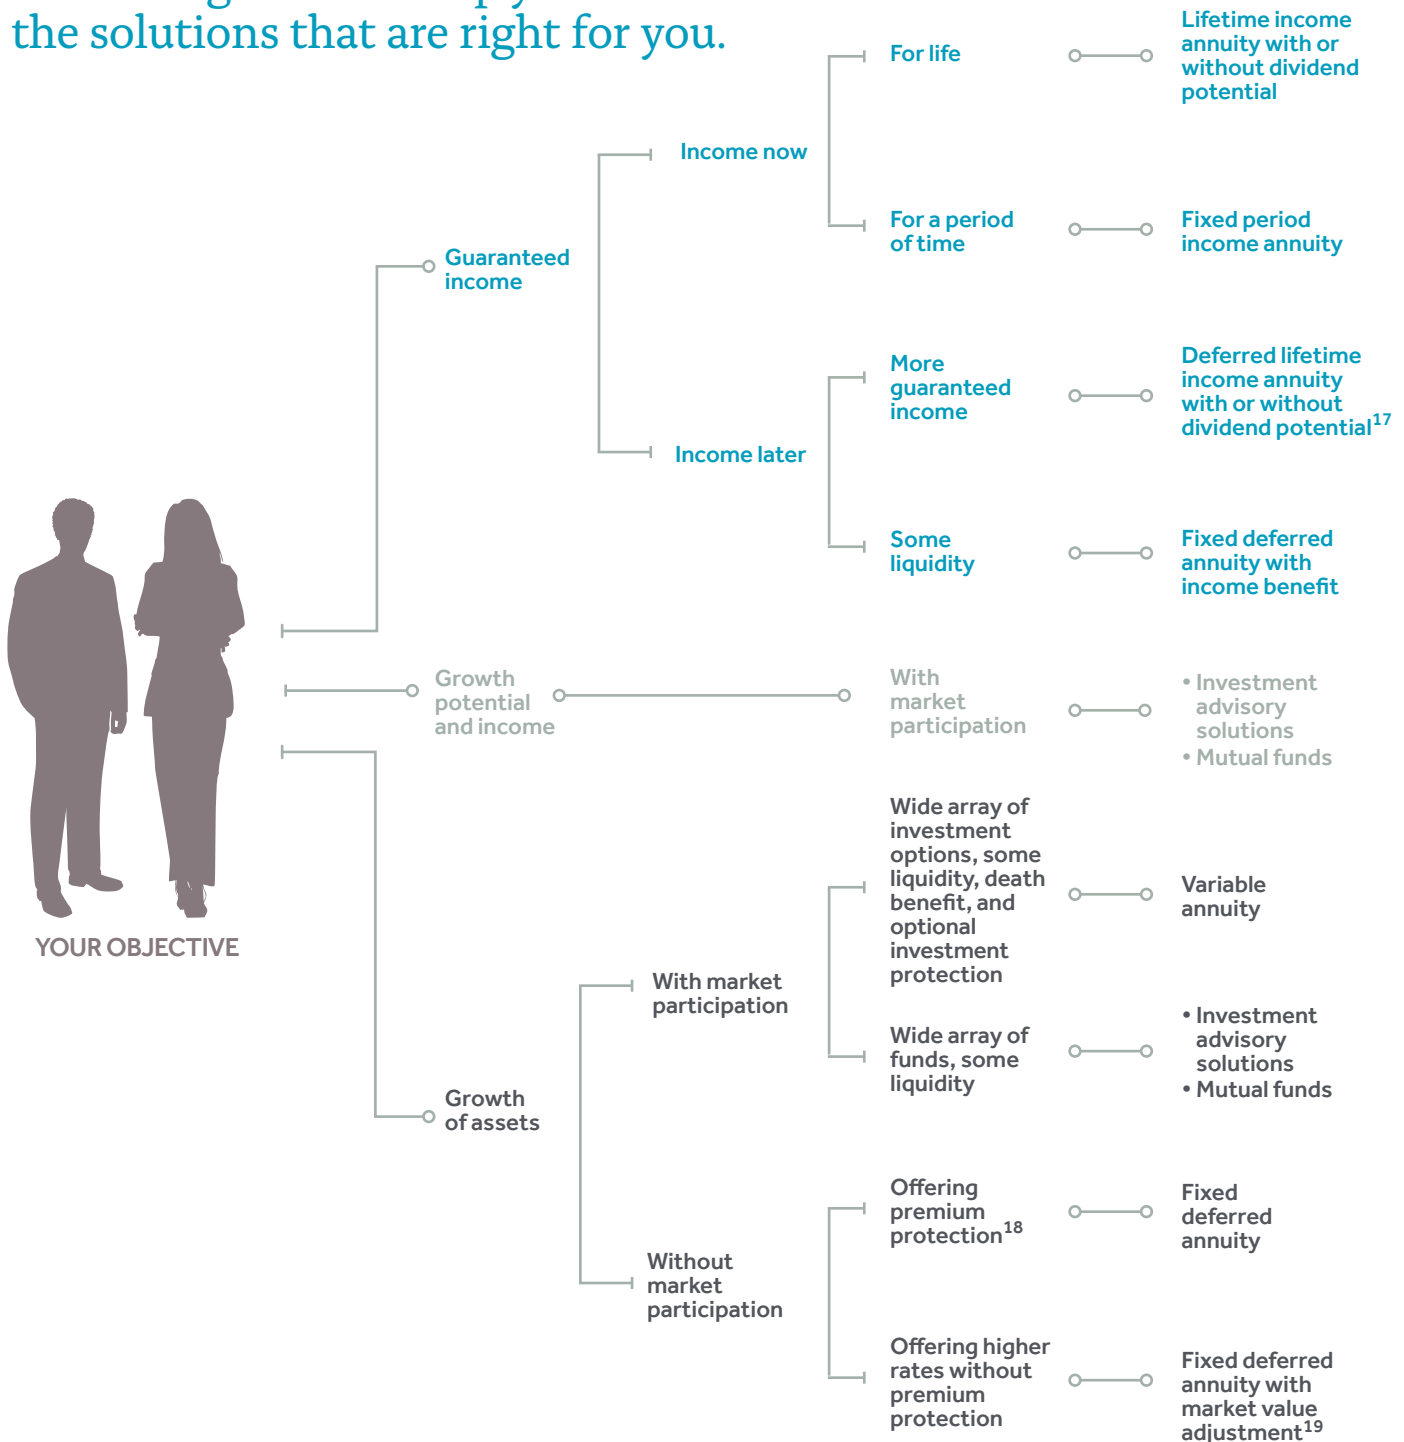 the solutions that are right for you.
For life
Lifetime income
annuity with or
without dividend
potential
Income now
For a period
of time
Fixed period
income annuity
Guaranteed
income
More
guaranteed
income
Deferred lifetime
income annuity
with or without
dividend potential17
Income later
Some
liquidity
Fixed deferred
annuity with
income benefit
Growth
potential
and income
With
market
participation
• Investment
advisory
solutions
• Mutual funds
YOUR OBJECTIVE
Wide array of
investment
options, some
liquidity, death
benefit, and
optional
investment
protection
Variable
annuity
With market
participation
Wide array of
funds, some
liquidity
• Investment
advisory
solutions
• Mutual funds
Growth
of assets
Offering
premium
protection18
Fixed
deferred
annuity
Without
market
participation
Offering higher
rates without
premium
protection
Fixed deferred
annuity with
market value
adjustment19